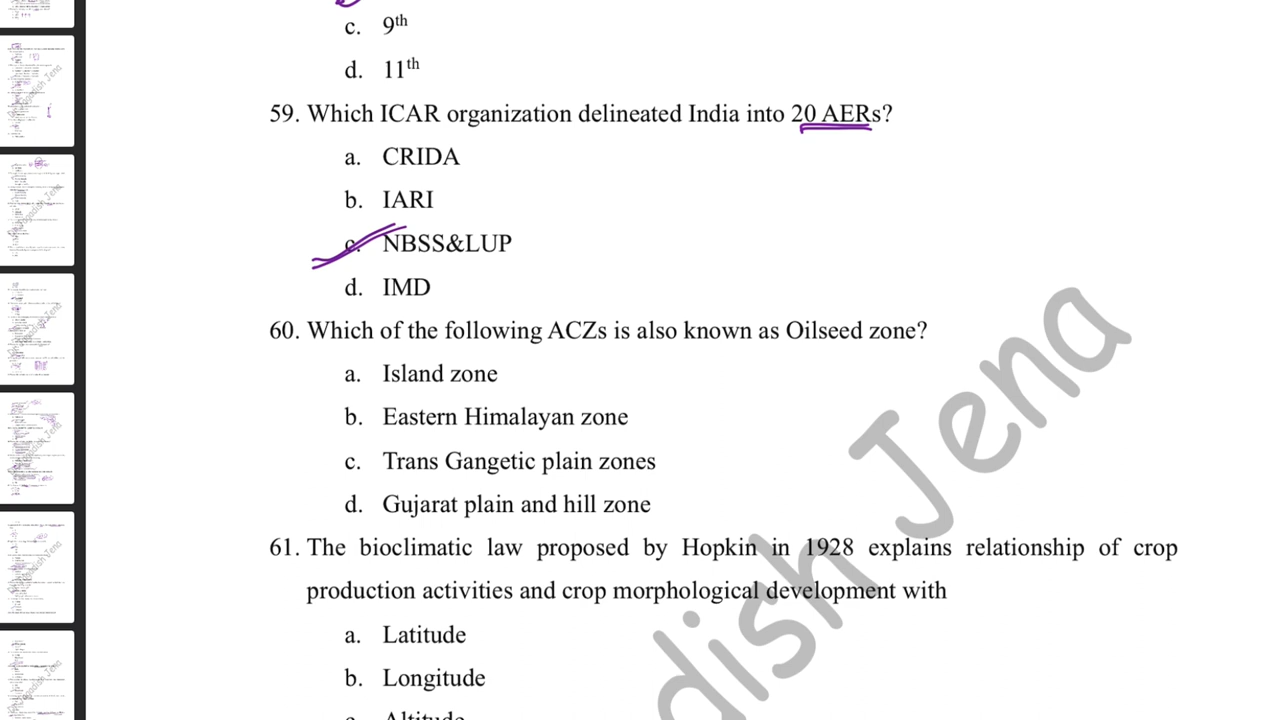 c. 9th
d. 11th
59. Which ICAR organization delineated India into 20 AERs?
a. CRIDA
b. IARI
c. NBSS&LUP
d. IMD
60. Which of the following ACZs is also known as Oilseed zone?
a. Island zone
b. Eastern Himalayan zone
c. Trans Gangetic plain zones
d. Gujarat plain and hill zone
61. The bioclimatic law proposed by Hopkin in 1928 explains relationship of crop
production activities and crop morphological development with
a. Latitude
b. Longitude
c. Altitude
dish Jena